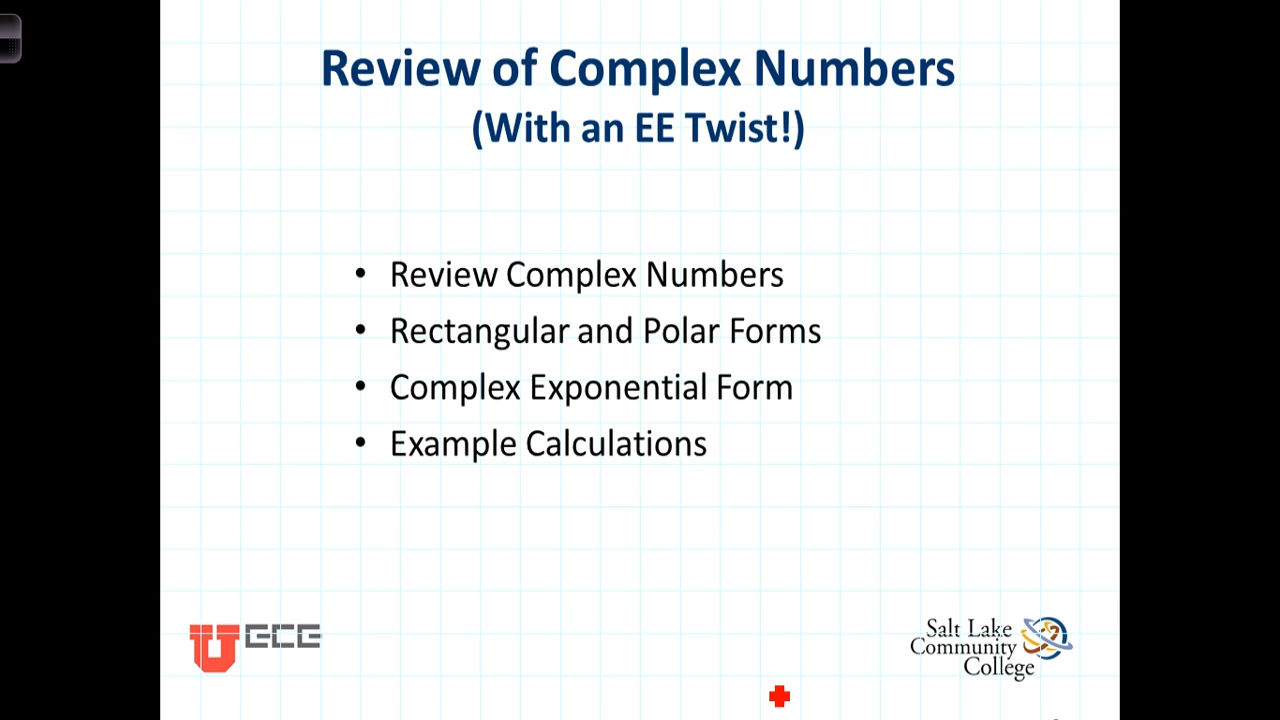 Review of Complex Numbers
(With an EE Twist!)
• Review Complex Numbers
• Rectangular and Polar Forms
• Complex Exponential Form
• Example Calculations
U ECE
Salt Lake
Community
College